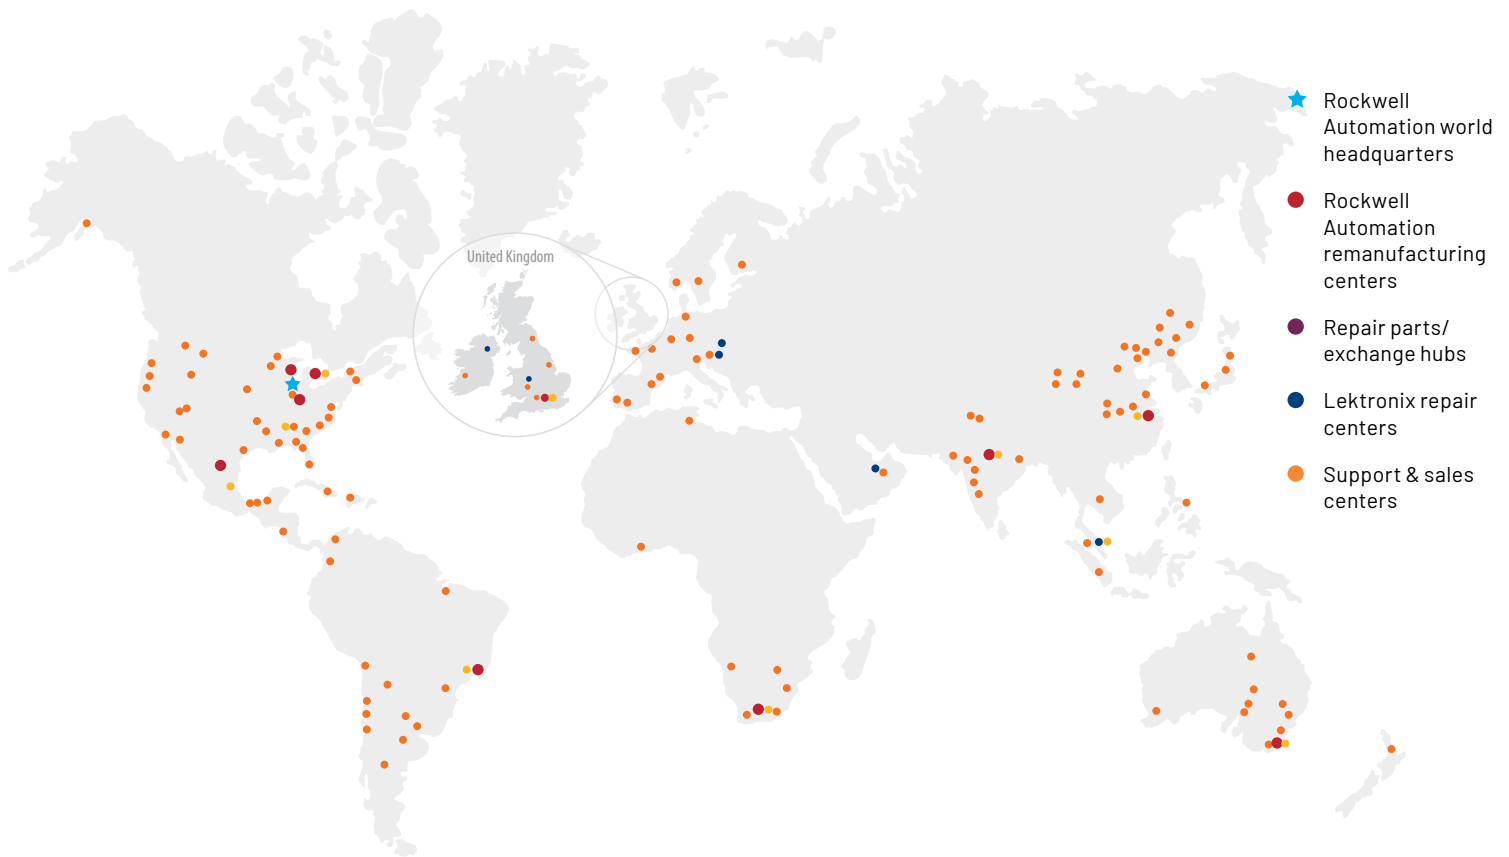 United Kingdom
Rockwell
Automation world
headquarters
Rockwell
Automation
remanufacturing
centers
Repair parts/
exchange hubs
Lektronix repair
centers
Support & sales
centers